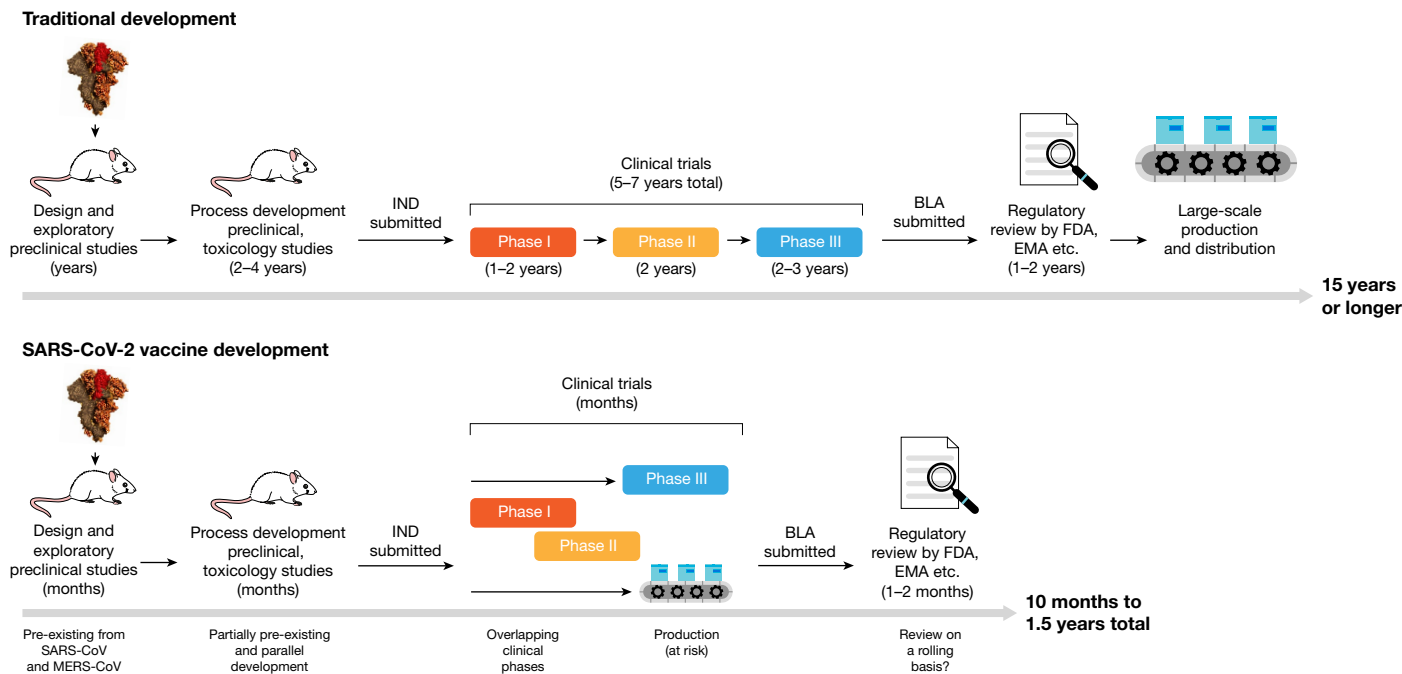 Traditional development
Design and
exploratory
preclinical studies
(years)
Process development
preclinical,
toxicology studies
(2–4 years)
IND
submitted
Clinical trials
(5–7 years total)
Phase I
(1–2 years)
Phase II
(2 years)
Phase III
(2–3 years)
BLA
submitted
Regulatory
review by FDA,
EMA etc.
(1–2 years)
Large-scale
production
and distribution
15 years
or longer
SARS-CoV-2 vaccine development
Design and
exploratory
preclinical studies
(months)
Process development
preclinical,
toxicology studies
(months)
IND
submitted
Clinical trials
(months)
Phase III
Phase I
Phase II
BLA
submitted
Regulatory
review by FDA,
EMA etc.
(1–2 months)
10 months to
1.5 years total
Pre-existing from
SARS-CoV
and MERS-CoV
Partially pre-existing
and parallel
development
Overlapping
clinical
phases
Production
(at risk)
Review on
a rolling
basis?